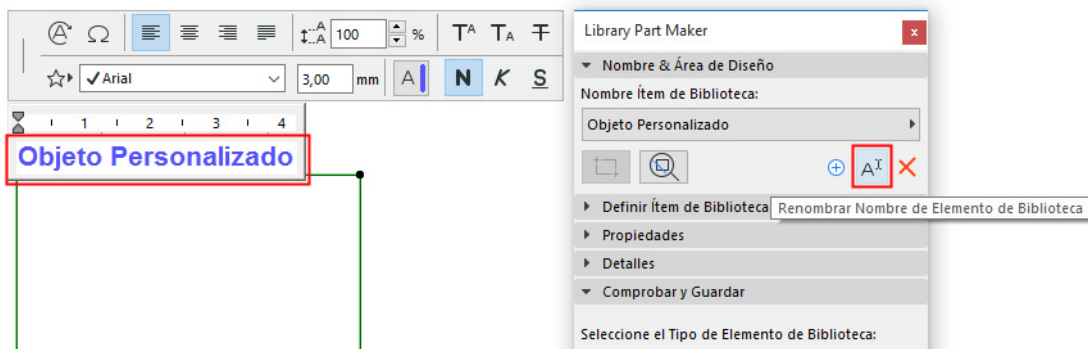 100 %
TA TA T
✓Arial
3,00 mm A N K S
1 2 3 4
Objeto Personalizado
Library Part Maker x
Nombre & Área de Diseño
Nombre Ítem de Biblioteca:
Objeto Personalizado
Definir Ítem de Biblioteca
Renombrar Nombre de Elemento de Biblioteca
Propiedades
Detalles
Comprobar y Guardar
Seleccione el Tipo de Elemento de Biblioteca: